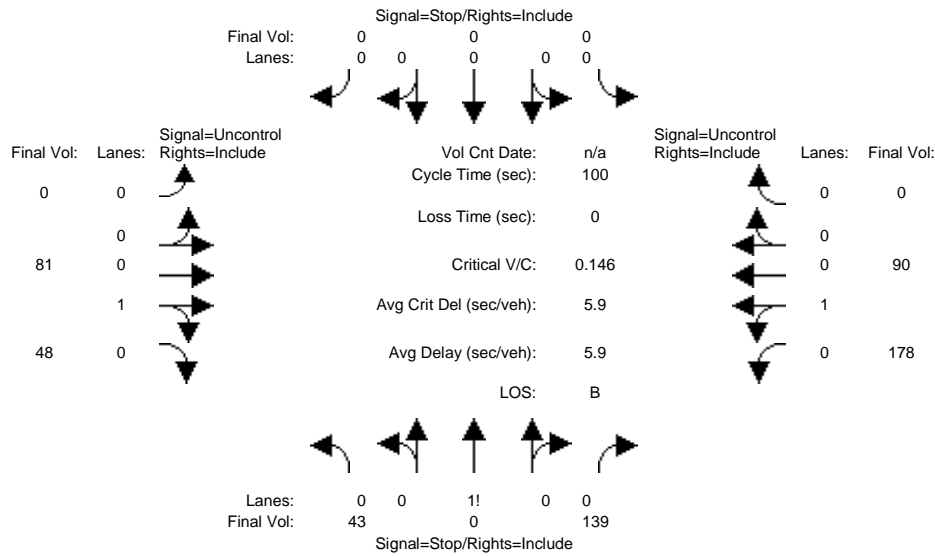 Signal=Stop/Rights=Include
Final Vol: 0 0 0
Lanes: 0 0 0 0 0
Signal=Uncontrol Signal=Uncontrol
Final Vol: Lanes: Rights=Include Vol Cnt Date: n/a Rights=Include Lanes: Final Vol:
Cycle Time (sec): 100
0 0 0 0
Loss Time (sec): 0
0 0
81 0 Critical V/C: 0.146 0 90
1 Avg Crit Del (sec/veh): 5.9 1
48 0 Avg Delay (sec/veh): 5.9 0 178
LOS: B
Lanes: 0 0 1! 0 0
Final Vol: 43 0 139
Signal=Stop/Rights=Include